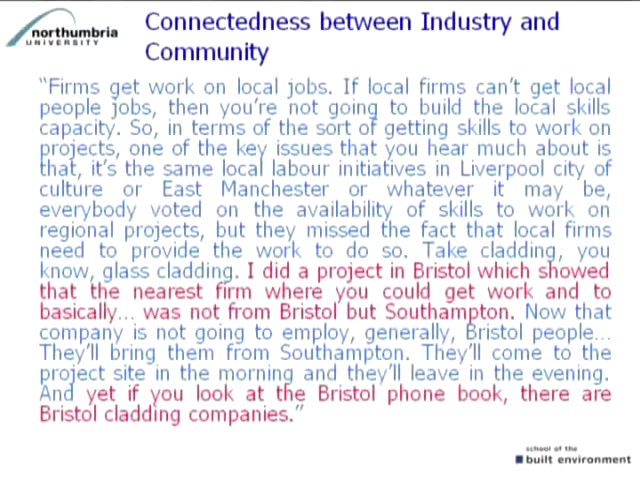 northumbria
UNIVERSITY
Connectedness between Industry and
Community
“Firms get work on local jobs. If local firms can’t get local
people jobs, then you’re not going to build the local skills
capacity. So, in terms of the sort of getting skills to work on
projects, one of the key issues that you hear much about is
that, it’s the same local labour initiatives in Liverpool city of
culture or East Manchester or whatever it may be,
everybody voted on the availability of skills to work on
regional projects, but they missed the fact that local firms
need to provide the work to do so. Take cladding, you
know, glass cladding. I did a project in Bristol which showed
that the nearest firm where you could get work and to
basically... was not from Bristol but Southampton. Now that
company is not going to employ, generally, Bristol people...
They’ll bring them from Southampton. They’ll come to the
project site in the morning and they’ll leave in the evening.
And yet if you look at the Bristol phone book, there are
Bristol cladding companies.”
school of the
built environment